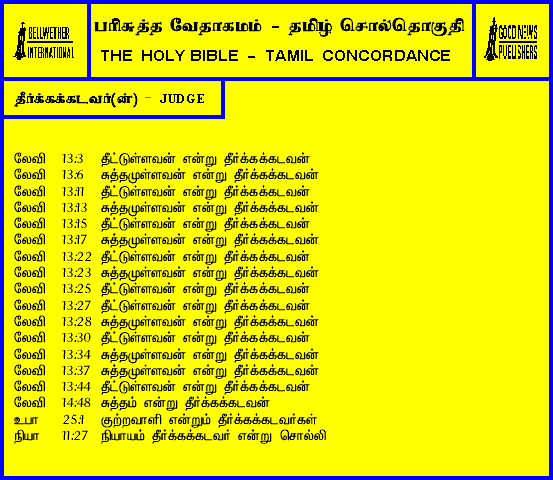 BELLWETHER INTERNATIONAL
பரிசுத்த வேதாகமம் - தமிழ் சொல்தொகுதி
THE HOLY BIBLE - TAMIL CONCORDANCE
GOOD NEWS PUBLISHERS
தீர்க்கக்கடவர்(ன்) - JUDGE
லேவி 13:3 தீட்டுள்ளவன் என்று தீர்க்கக்கடவன்
லேவி 13:6 சுத்தமுள்ளவன் என்று தீர்க்கக்கடவன்
லேவி 13:11 தீட்டுள்ளவன் என்று தீர்க்கக்கடவன்
லேவி 13:13 சுத்தமுள்ளவன் என்று தீர்க்கக்கடவன்
லேவி 13:15 தீட்டுள்ளவன் என்று தீர்க்கக்கடவன்
லேவி 13:17 சுத்தமுள்ளவன் என்று தீர்க்கக்கடவன்
லேவி 13:22 தீட்டுள்ளவன் என்று தீர்க்கக்கடவன்
லேவி 13:23 சுத்தமுள்ளவன் என்று தீர்க்கக்கடவன்
லேவி 13:25 தீட்டுள்ளவன் என்று தீர்க்கக்கடவன்
லேவி 13:27 தீட்டுள்ளவன் என்று தீர்க்கக்கடவன்
லேவி 13:28 சுத்தமுள்ளவன் என்று தீர்க்கக்கடவன்
லேவி 13:30 தீட்டுள்ளவன் என்று தீர்க்கக்கடவன்
லேவி 13:34 சுத்தமுள்ளவன் என்று தீர்க்கக்கடவன்
லேவி 13:37 சுத்தமுள்ளவன் என்று தீர்க்கக்கடவன்
லேவி 13:44 தீட்டுள்ளவன் என்று தீர்க்கக்கடவன்
லேவி 14:48 சுத்தம் என்று தீர்க்கக்கடவன்
உபா 25:1 குற்றவாளி என்றும் தீர்க்கக்கடவர்கள்
நியா 11:27 நியாயம் தீர்க்கக்கடவர் என்று சொல்லி